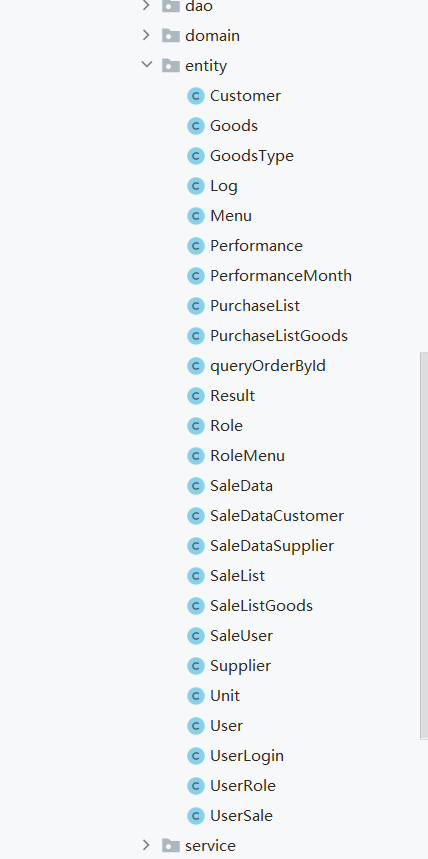 dao
domain
entity
C Customer
C Goods
C GoodsType
C Log
C Menu
C Performance
C PerformanceMonth
C PurchaseList
C PurchaseListGoods
C queryOrderById
C Result
C Role
C RoleMenu
C SaleData
C SaleDataCustomer
C SaleDataSupplier
C SaleList
C SaleListGoods
C SaleUser
C Supplier
C Unit
C User
C UserLogin
C UserRole
C UserSale
service